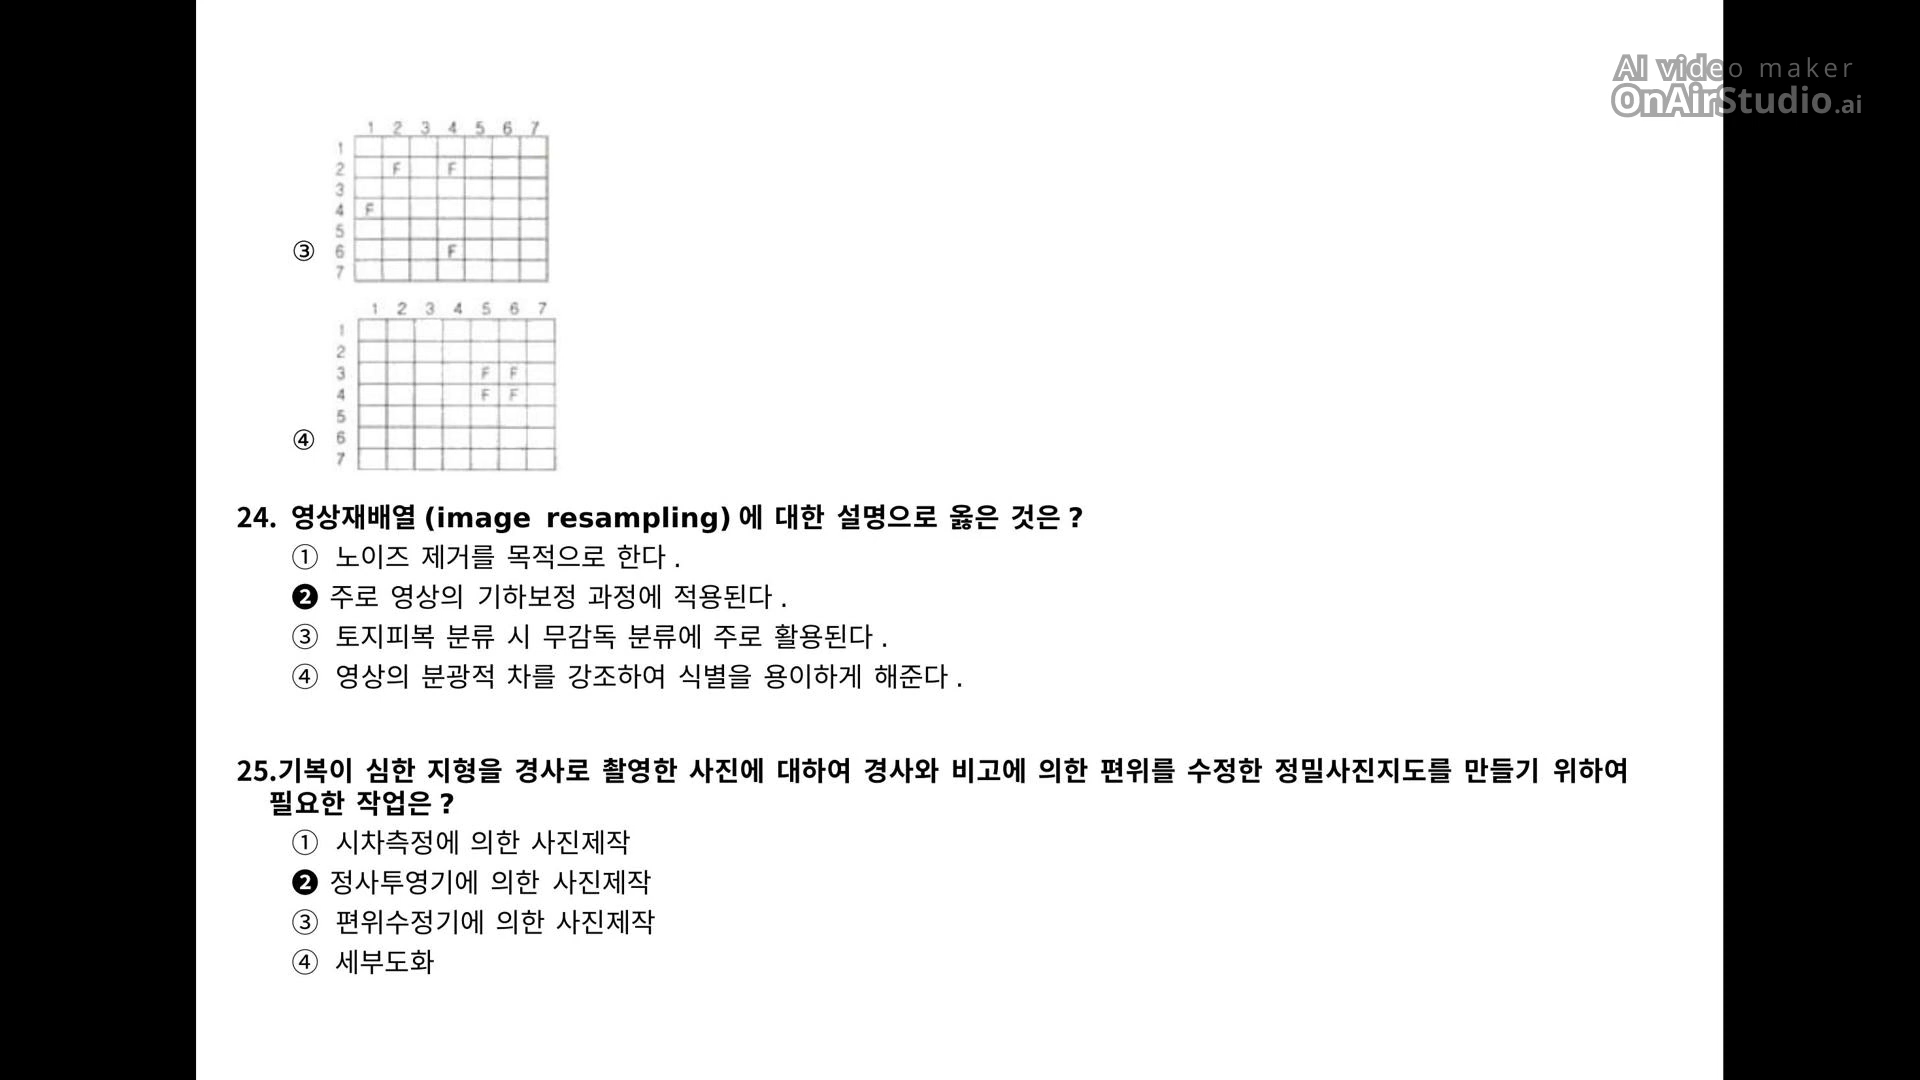 AI video maker
OnAirStudio.ai
1 2 3 4 5 6 7
1
2 F F
3
4 F
5
③ 6 F
7
1 2 3 4 5 6 7
1
2
3 F F
4 F F
5
④ 6
7
24. 영상재배열 (image resampling) 에 대한 설명으로 옳은 것은 ?
① 노이즈 제거를 목적으로 한다 .
❷ 주로 영상의 기하보정 과정에 적용된다 .
③ 토지피복 분류 시 무감독 분류에 주로 활용된다 .
④ 영상의 분광적 차를 강조하여 식별을 용이하게 해준다 .
25.기복이 심한 지형을 경사로 촬영한 사진에 대하여 경사와 비고에 의한 편위를 수정한 정밀사진지도를 만들기 위하여
필요한 작업은 ?
① 시차측정에 의한 사진제작
❷ 정사투영기에 의한 사진제작
③ 편위수정기에 의한 사진제작
④ 세부도화